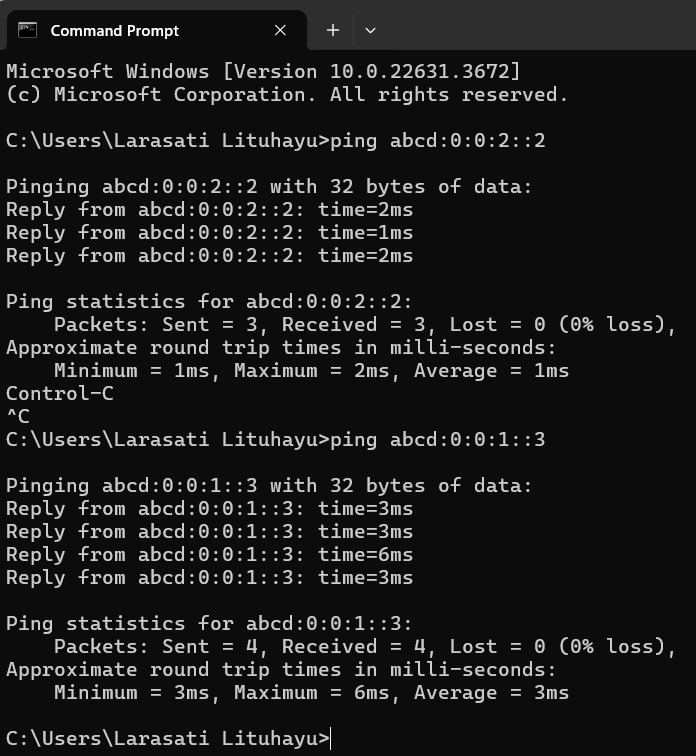 Command Prompt
Microsoft Windows [Version 10.0.22631.3672]
(c) Microsoft Corporation. All rights reserved.
C:\Users\Larasati Lituhayu>ping abcd:0:0:2::2
Pinging abcd:0:0:2::2 with 32 bytes of data:
Reply from abcd:0:0:2::2: time=2ms
Reply from abcd:0:0:2::2: time=1ms
Reply from abcd:0:0:2::2: time=2ms
Ping statistics for abcd:0:0:2::2:
    Packets: Sent = 3, Received = 3, Lost = 0 (0% loss),
Approximate round trip times in milli-seconds:
    Minimum = 1ms, Maximum = 2ms, Average = 1ms
Control-C
^C
C:\Users\Larasati Lituhayu>ping abcd:0:0:1::3
Pinging abcd:0:0:1::3 with 32 bytes of data:
Reply from abcd:0:0:1::3: time=3ms
Reply from abcd:0:0:1::3: time=3ms
Reply from abcd:0:0:1::3: time=6ms
Reply from abcd:0:0:1::3: time=3ms
Ping statistics for abcd:0:0:1::3:
    Packets: Sent = 4, Received = 4, Lost = 0 (0% loss),
Approximate round trip times in milli-seconds:
    Minimum = 3ms, Maximum = 6ms, Average = 3ms
C:\Users\Larasati Lituhayu>